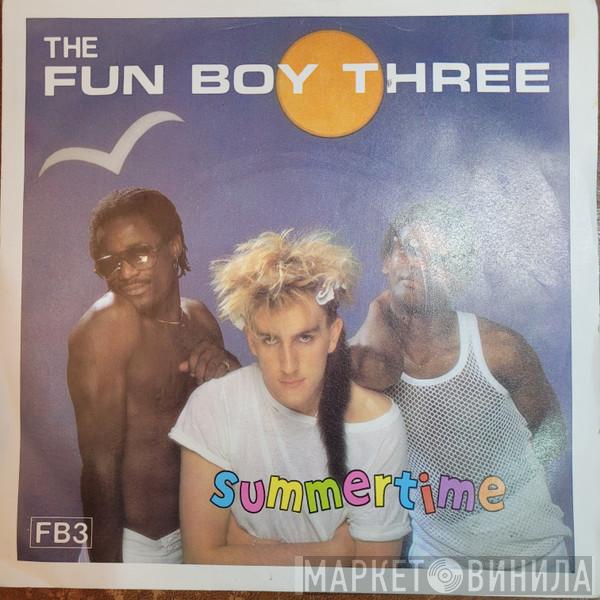 THE
FUN BOY THREE
summertime
FB3
МАРКЕТ ВИНИЛА